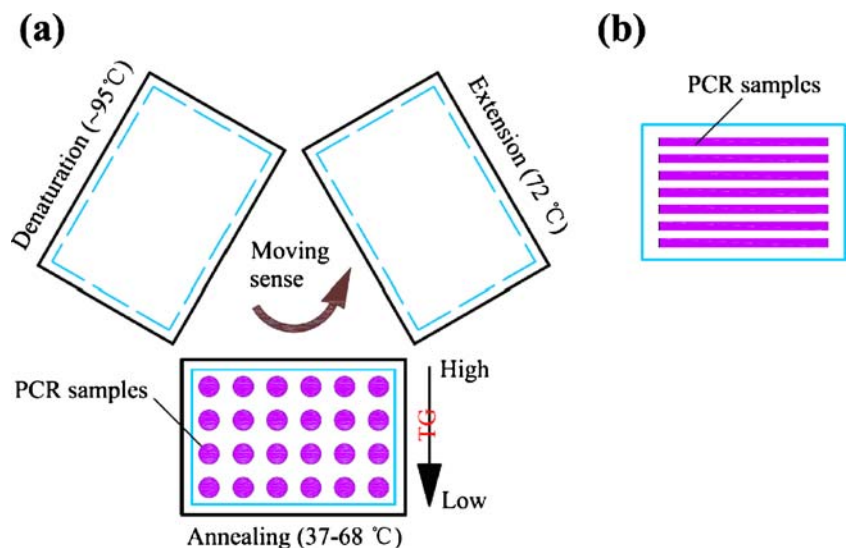 (a)
Denaturation (~95℃)
Extension (72 ℃)
Moving
sense
PCR samples
High
TG
Low
Annealing (37-68 ℃)
(b)
PCR samples